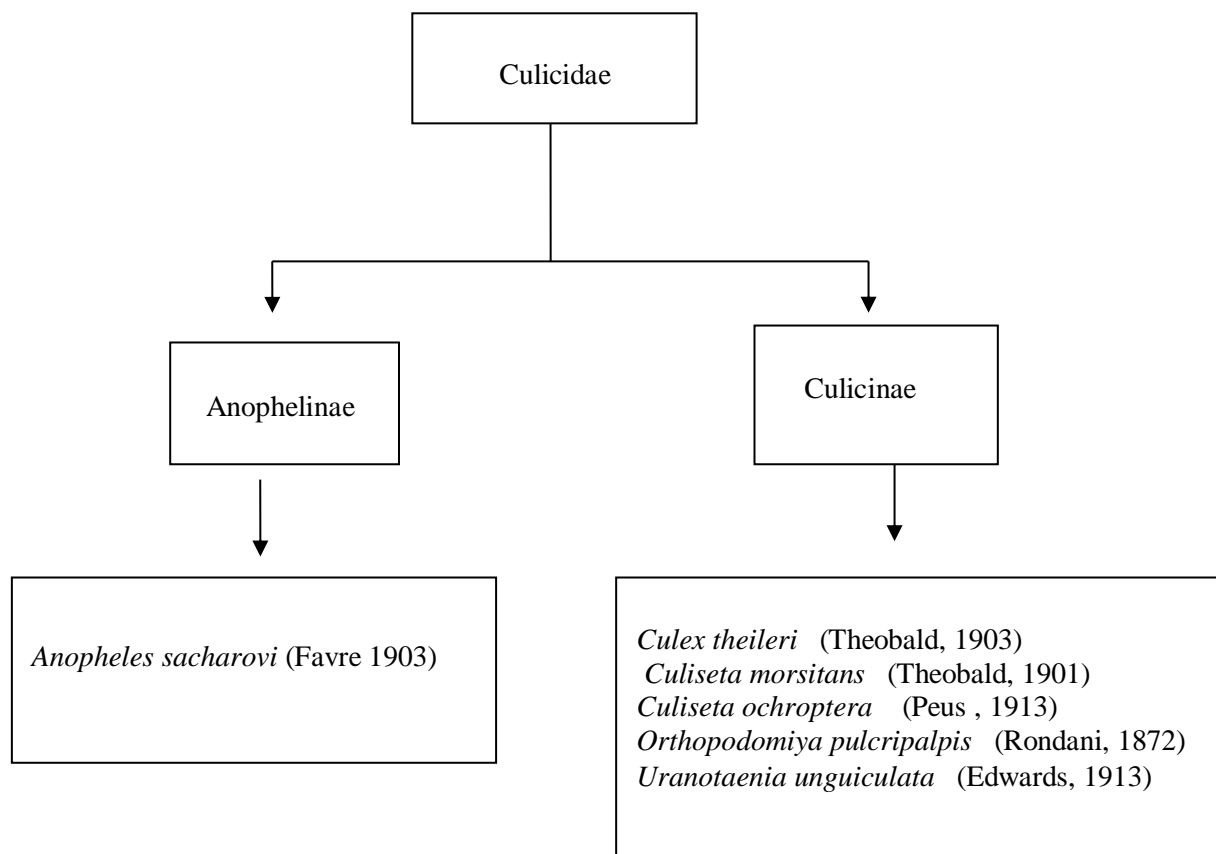 Culicidae
Anophelinae
Culicinae
Anopheles sacharovi (Favre 1903)
Culex theileri (Theobald, 1903)
Culiseta morsitans (Theobald, 1901)
Culiseta ochroptera (Peus , 1913)
Orthopodomiya pulcripalpis (Rondani, 1872)
Uranotaenia unguiculata (Edwards, 1913)